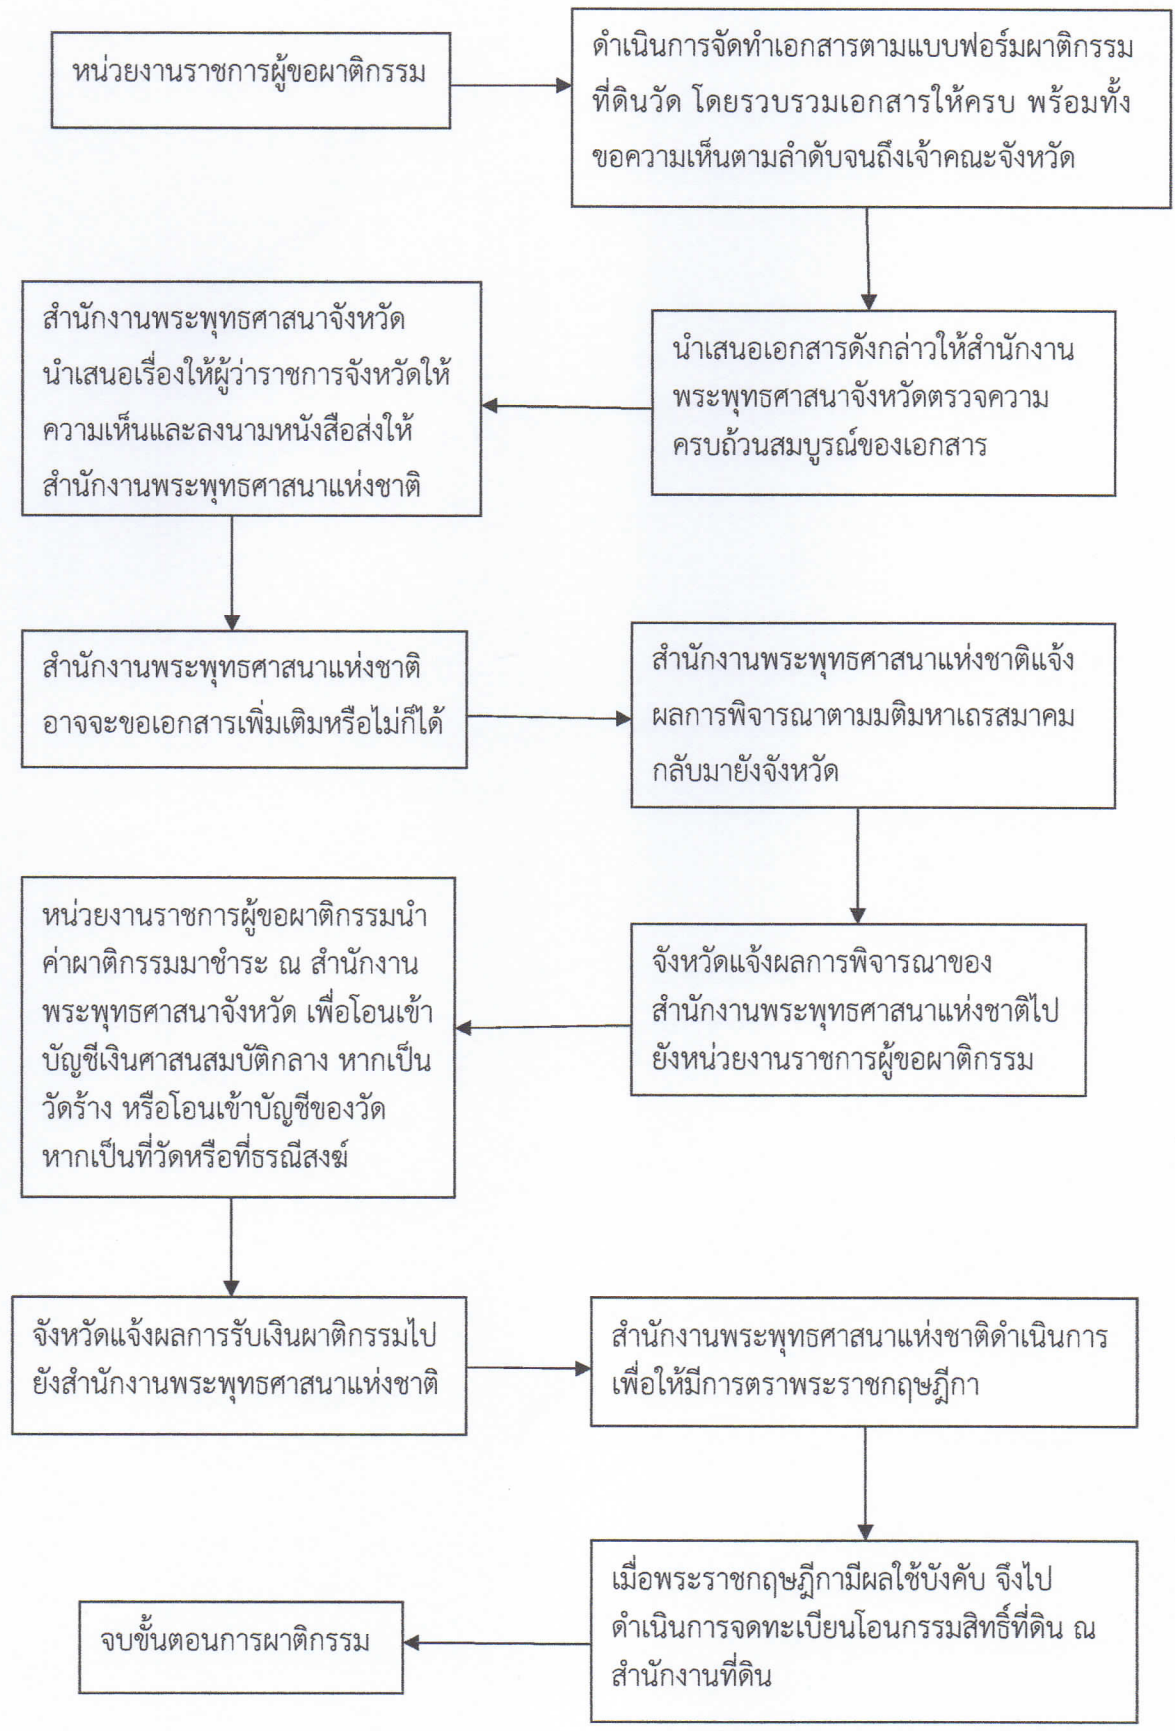 หน่วยงานราชการผู้ขอผาติกรรม
ดำเนินการจัดทำเอกสารตามแบบฟอร์มผาติกรรม
ที่ดินวัด โดยรวบรวมเอกสารให้ครบ พร้อมทั้ง
ขอความเห็นตามลำดับจนถึงเจ้าคณะจังหวัด
นำเสนอเอกสารดังกล่าวให้สำนักงาน
พระพุทธศาสนาจังหวัดตรวจความ
ครบถ้วนสมบูรณ์ของเอกสาร
สำนักงานพระพุทธศาสนาจังหวัด
นำเสนอเรื่องให้ผู้ว่าราชการจังหวัดให้
ความเห็นและลงนามหนังสือส่งให้
สำนักงานพระพุทธศาสนาแห่งชาติ
สำนักงานพระพุทธศาสนาแห่งชาติ
อาจจะขอเอกสารเพิ่มเติมหรือไม่ก็ได้
สำนักงานพระพุทธศาสนาแห่งชาติแจ้ง
ผลการพิจารณาตามมติมหาเถรสมาคม
กลับมายังจังหวัด
จังหวัดแจ้งผลการพิจารณาของ
สำนักงานพระพุทธศาสนาแห่งชาติไป
ยังหน่วยงานราชการผู้ขอผาติกรรม
หน่วยงานราชการผู้ขอผาติกรรมนำ
ค่าผาติกรรมมาชำระ ณ สำนักงาน
พระพุทธศาสนาจังหวัด เพื่อโอนเข้า
บัญชีเงินศาสนสมบัติกลาง หากเป็น
วัดร้าง หรือโอนเข้าบัญชีของวัด
หากเป็นที่วัดหรือที่ธรณีสงฆ์
จังหวัดแจ้งผลการรับเงินผาติกรรมไป
ยังสำนักงานพระพุทธศาสนาแห่งชาติ
สำนักงานพระพุทธศาสนาแห่งชาติดำเนินการ
เพื่อให้มีการตราพระราชกฤษฎีกา
เมื่อพระราชกฤษฎีกามีผลใช้บังคับ จึงไป
ดำเนินการจดทะเบียนโอนกรรมสิทธิ์ที่ดิน ณ
สำนักงานที่ดิน
จบขั้นตอนการผาติกรรม